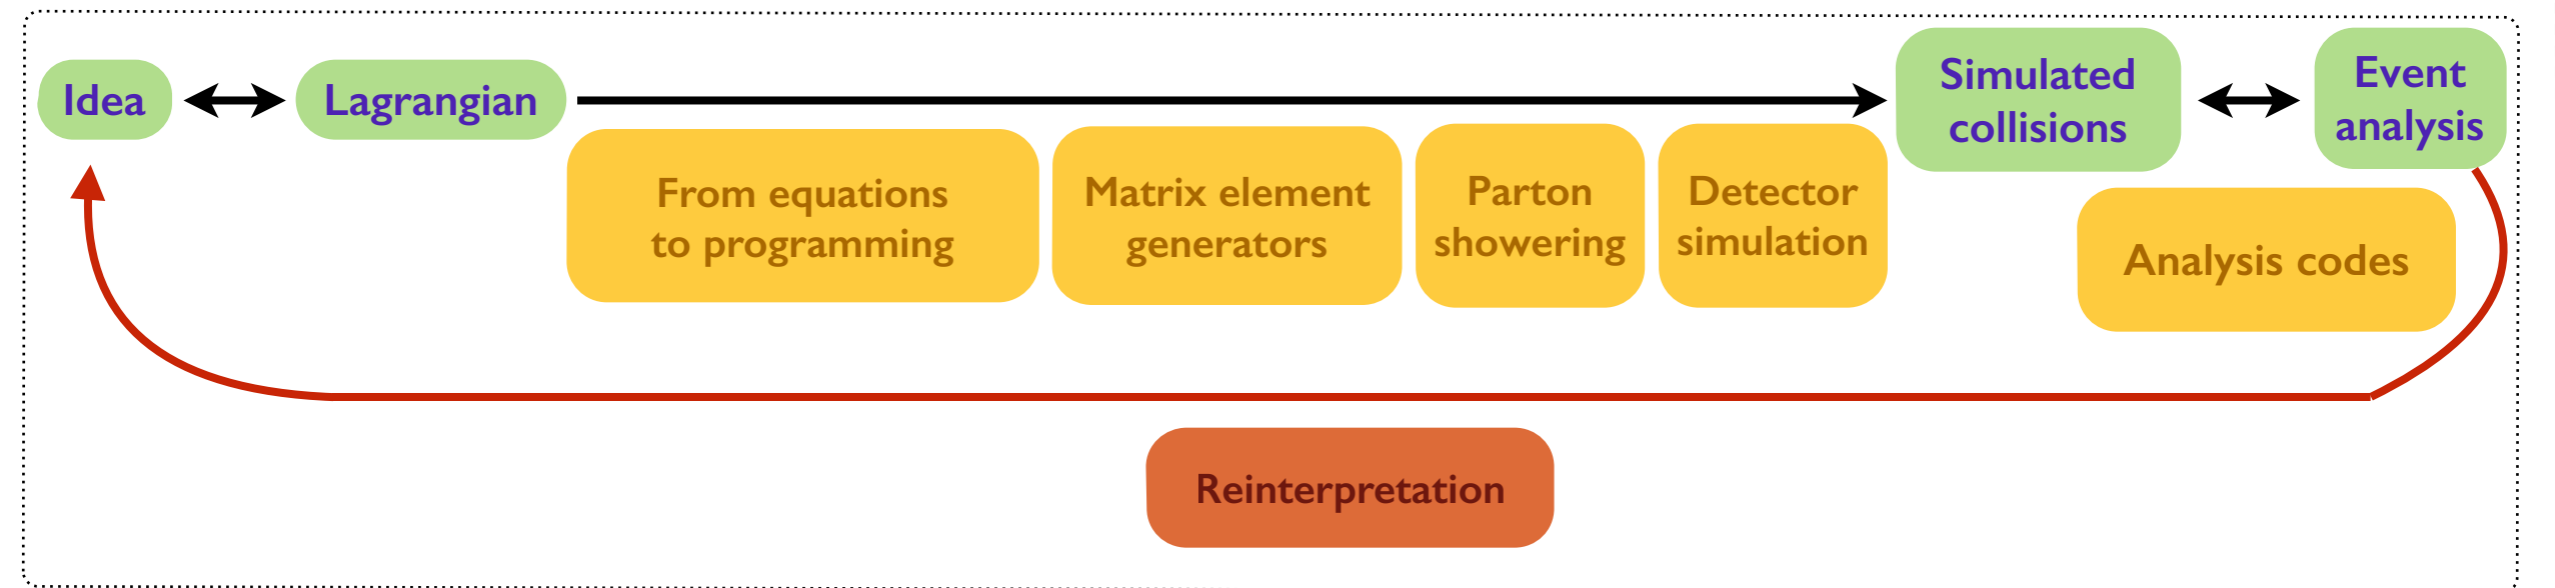 Idea
Lagrangian
Simulated
collisions
Event
analysis
From equations
to programming
Matrix element
generators
Parton
showering
Detector
simulation
Analysis codes
Reinterpretation